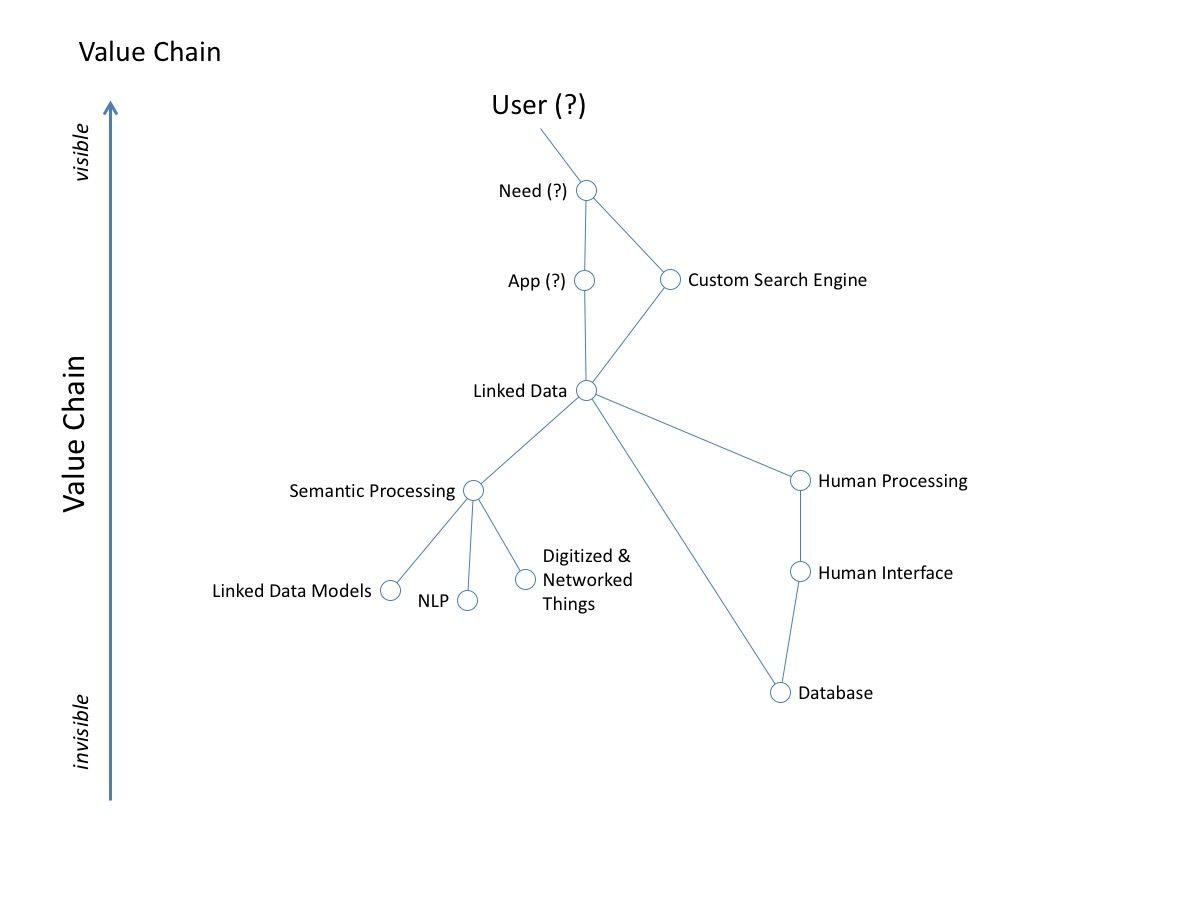 Value Chain
User (?)
visible
Need (?)
App (?)
Custom Search Engine
Value Chain
Linked Data
Semantic Processing
Human Processing
Digitized &
Networked
Things
Linked Data Models
NLP
Human Interface
invisible
Database